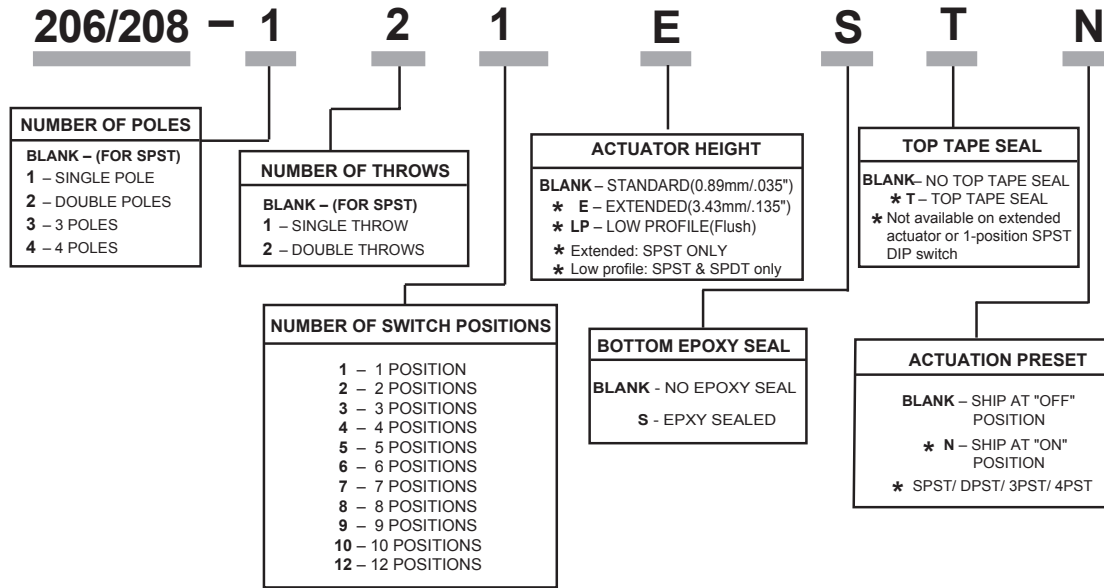 206/208 – 1 2 1 E S T N
NUMBER OF POLES
BLANK – (FOR SPST)
1 – SINGLE POLE
2 – DOUBLE POLES
3 – 3 POLES
4 – 4 POLES
NUMBER OF THROWS
BLANK – (FOR SPST)
1 – SINGLE THROW
2 – DOUBLE THROWS
NUMBER OF SWITCH POSITIONS
1 – 1 POSITION
2 – 2 POSITIONS
3 – 3 POSITIONS
4 – 4 POSITIONS
5 – 5 POSITIONS
6 – 6 POSITIONS
7 – 7 POSITIONS
8 – 8 POSITIONS
9 – 9 POSITIONS
10 – 10 POSITIONS
12 – 12 POSITIONS
ACTUATOR HEIGHT
BLANK – STANDARD(0.89mm/.035")
* E – EXTENDED(3.43mm/.135")
* LP – LOW PROFILE(Flush)
* Extended: SPST ONLY
* Low profile: SPST & SPDT only
BOTTOM EPOXY SEAL
BLANK - NO EPOXY SEAL
S - EPXY SEALED
TOP TAPE SEAL
BLANK– NO TOP TAPE SEAL
* T – TOP TAPE SEAL
* Not available on extended
actuator or 1-position SPST
DIP switch
ACTUATION PRESET
BLANK – SHIP AT "OFF"
POSITION
* N – SHIP AT "ON"
POSITION
* SPST/ DPST/ 3PST/ 4PST